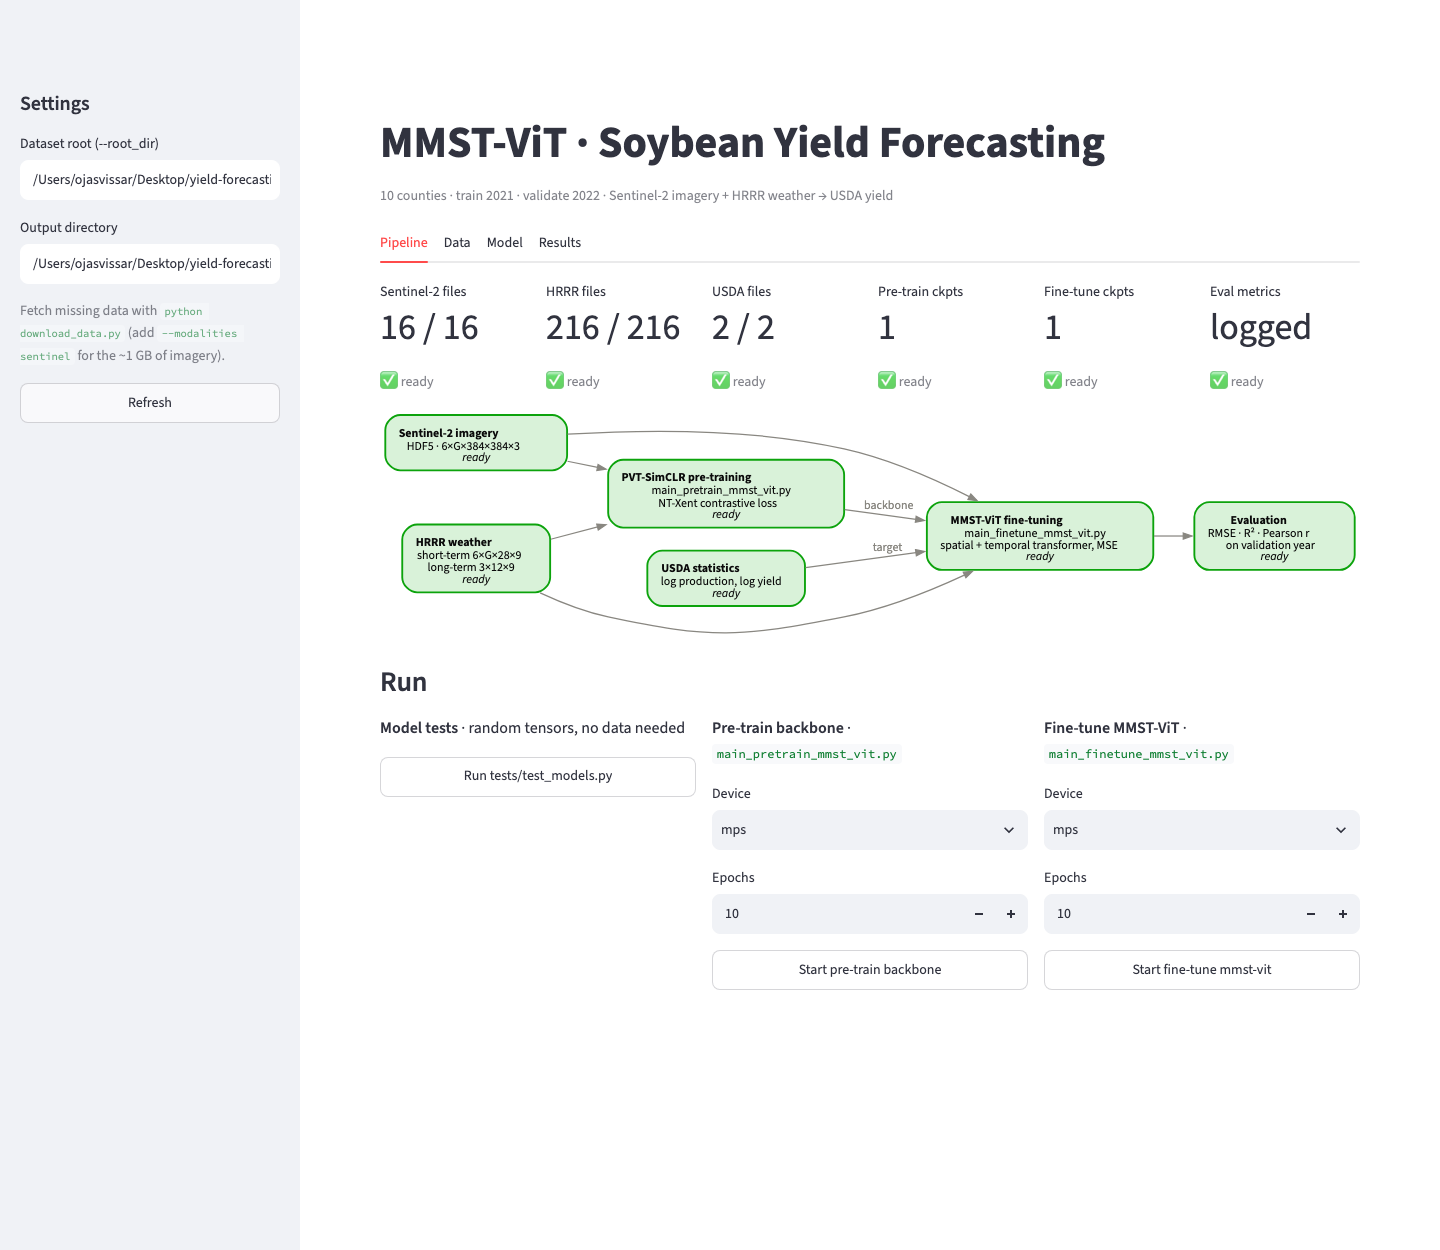 Settings
Dataset root (--root_dir)
/Users/ojasvissar/Desktop/yield-forecasti
Output directory
/Users/ojasvissar/Desktop/yield-forecasti
Fetch missing data with python
download_data.py (add --modalities
sentinel for the ~1 GB of imagery).
Refresh
MMST-ViT · Soybean Yield Forecasting
10 counties · train 2021 · validate 2022 · Sentinel-2 imagery + HRRR weather → USDA yield
Pipeline Data Model Results
Sentinel-2 files HRRR files USDA files Pre-train ckpts Fine-tune ckpts Eval metrics
16 / 16 216 / 216 2 / 2 1 1 logged
✅ ready ✅ ready ✅ ready ✅ ready ✅ ready ✅ ready
Sentinel-2 imagery
HDF5 · 6×G×384×384×3
ready
PVT-SimCLR pre-training
main_pretrain_mmst_vit.py
NT-Xent contrastive loss
ready
backbone
HRRR weather
short-term 6×G×28×9
long-term 3×12×9
ready
USDA statistics
log production, log yield
ready
target
MMST-ViT fine-tuning
main_finetune_mmst_vit.py
spatial + temporal transformer, MSE
ready
Evaluation
RMSE · R² · Pearson r
on validation year
ready
Run
Model tests · random tensors, no data needed
Run tests/test_models.py
Pre-train backbone ·
main_pretrain_mmst_vit.py
Device
mps
Epochs
10
Start pre-train backbone
Fine-tune MMST-ViT ·
main_finetune_mmst_vit.py
Device
mps
Epochs
10
Start fine-tune mmst-vit